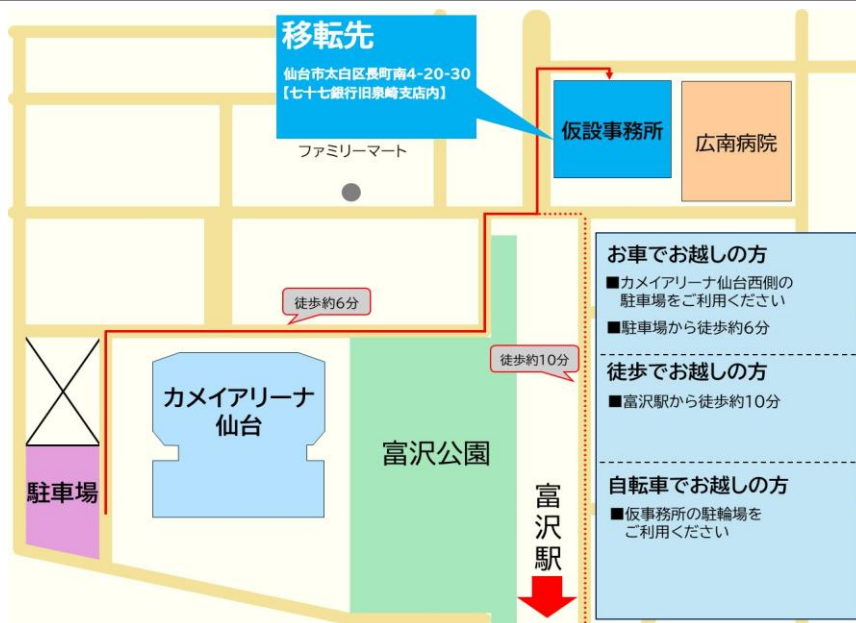 移転先
仙台市太白区長町南4-20-30
【七十七銀行旧泉崎支店内】
ファミリーマート
仮設事務所
広南病院
徒歩約6分
徒歩約10分
カメイアリーナ
仙台
富沢公園
駐車場
富沢駅
お車でお越しの方
■カメイアリーナ仙台西側の
駐車場をご利用ください
■駐車場から徒歩約6分
徒歩でお越しの方
■富沢駅から徒歩約10分
自転車でお越しの方
■仮事務所の駐輪場を
ご利用ください